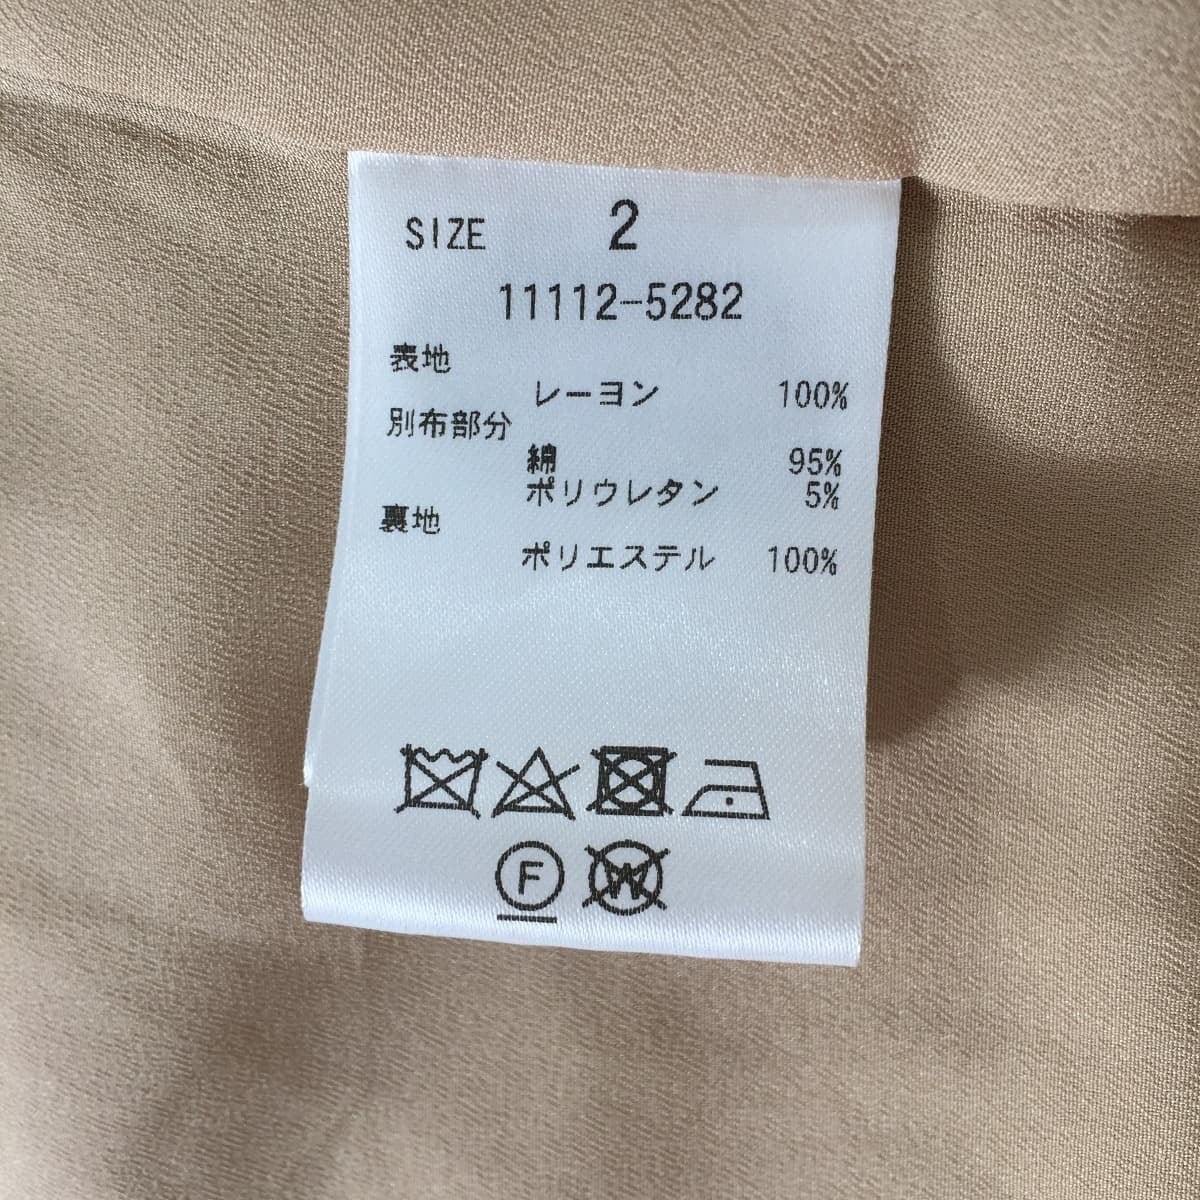 SIZE 2
11112-5282
表地
レーヨン 100%
別布部分
綿 95%
ポリウレタン 5%
裏地
ポリエステル 100%
F W